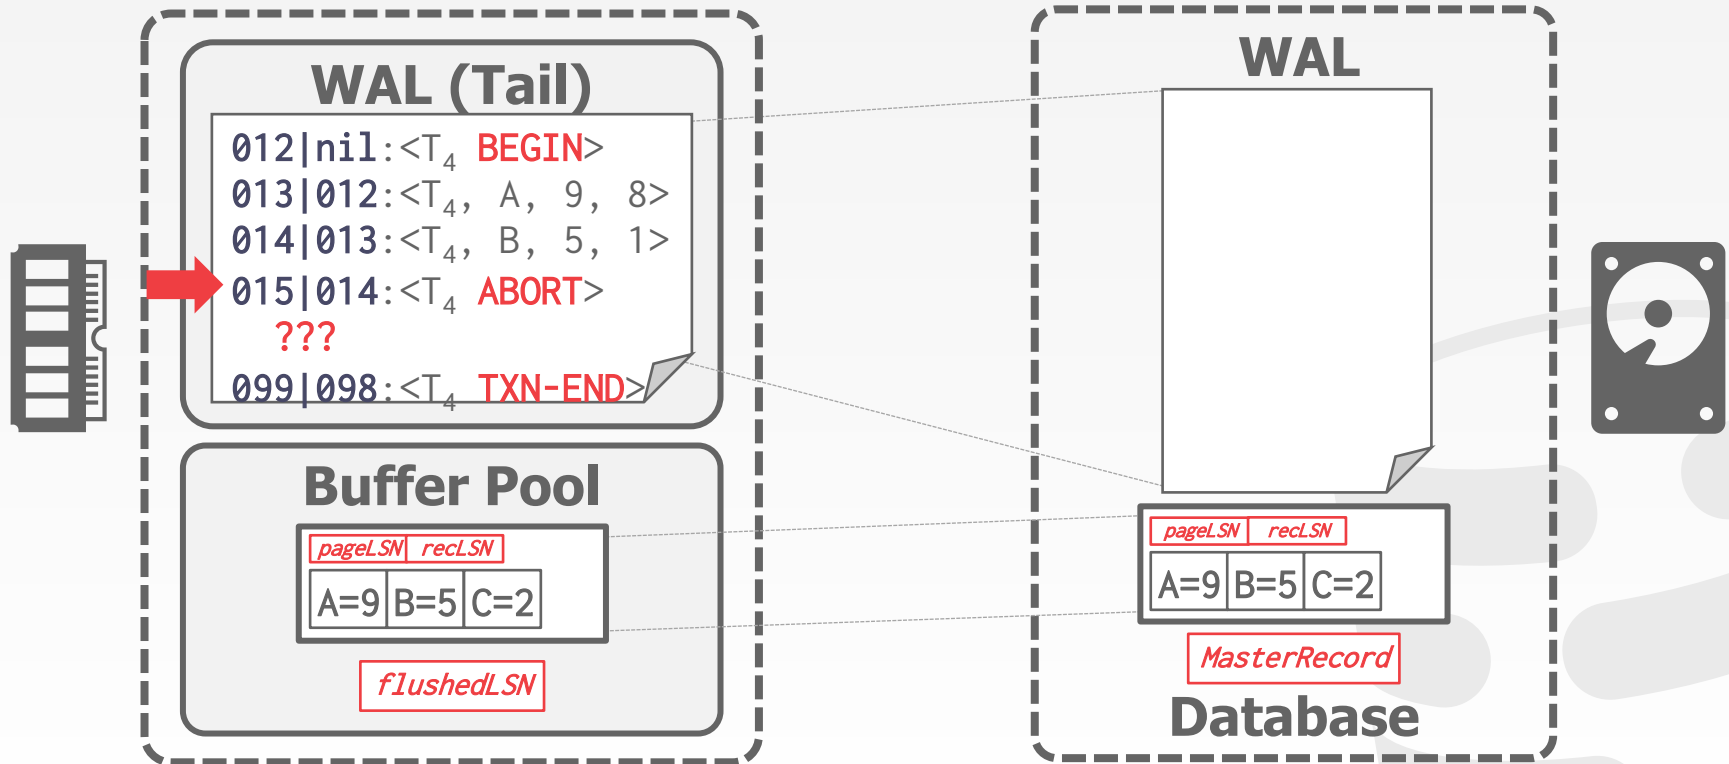 WAL (Tail)
012|nil:<T4 BEGIN>
013|012:<T4, A, 9, 8>
014|013:<T4, B, 5, 1>
015|014:<T4 ABORT>
???
099|098:<T4 TXN-END>
Buffer Pool
pageLSN recLSN
A=9 B=5 C=2
flushedLSN
WAL
pageLSN recLSN
A=9 B=5 C=2
MasterRecord
Database